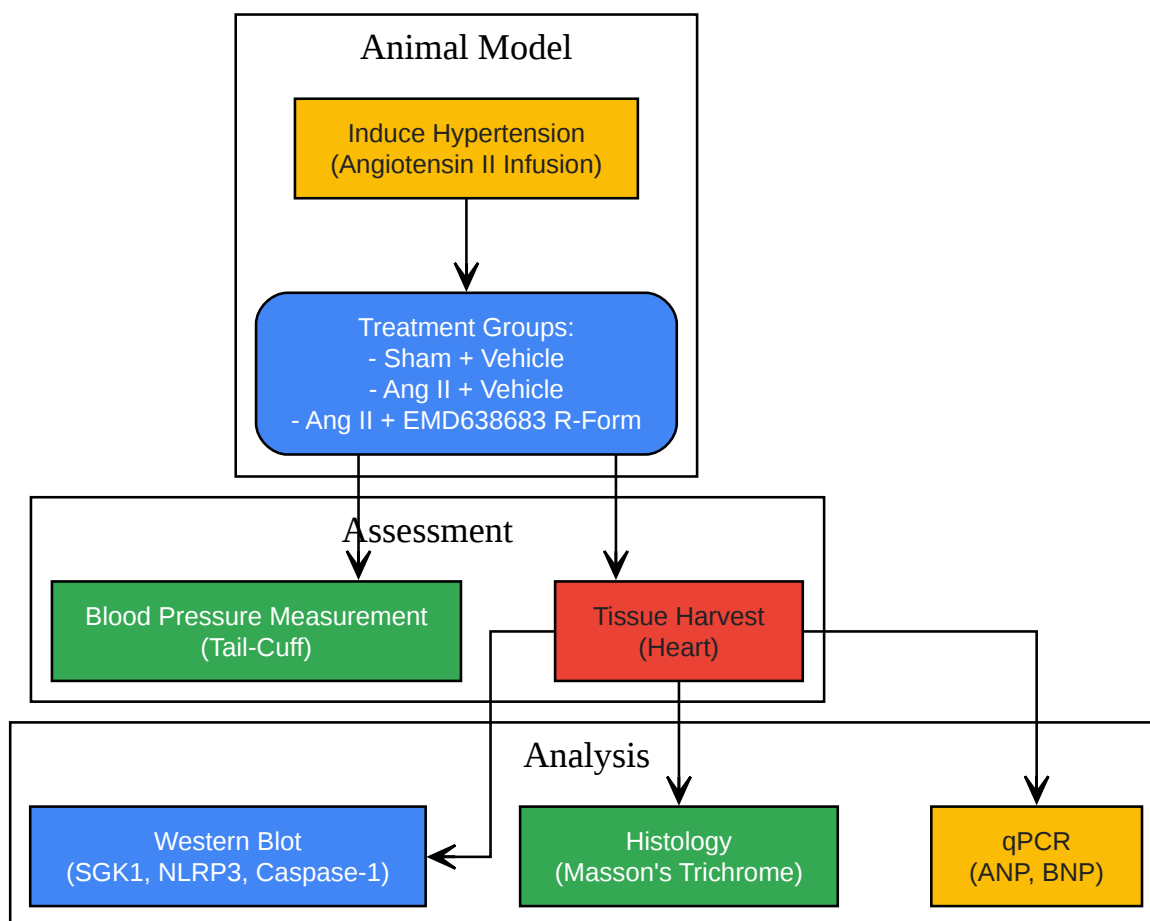 Animal Model
Induce Hypertension
(Angiotensin II Infusion)
Treatment Groups:
- Sham + Vehicle
- Ang II + Vehicle
- Ang II + EMD638683 R-Form
Assessment
Blood Pressure Measurement
(Tail-Cuff)
Tissue Harvest
(Heart)
Analysis
Western Blot
(SGK1, NLRP3, Caspase-1)
Histology
(Masson's Trichrome)
qPCR
(ANP, BNP)